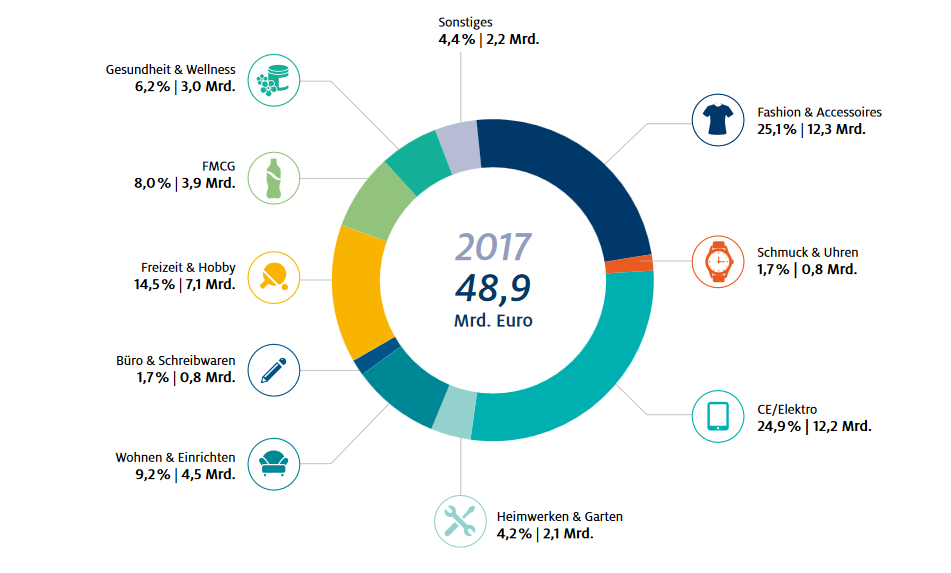 Sonstiges
4,4 % | 2,2 Mrd.
Gesundheit & Wellness
6,2 % | 3,0 Mrd.
Fashion & Accessoires
25,1 % | 12,3 Mrd.
FMCG
8,0 % | 3,9 Mrd.
Schmuck & Uhren
1,7 % | 0,8 Mrd.
Freizeit & Hobby
14,5 % | 7,1 Mrd.
2017
48,9
Mrd. Euro
Büro & Schreibwaren
1,7 % | 0,8 Mrd.
CE/Elektro
24,9 % | 12,2 Mrd.
Wohnen & Einrichten
9,2 % | 4,5 Mrd.
Heimwerken & Garten
4,2 % | 2,1 Mrd.